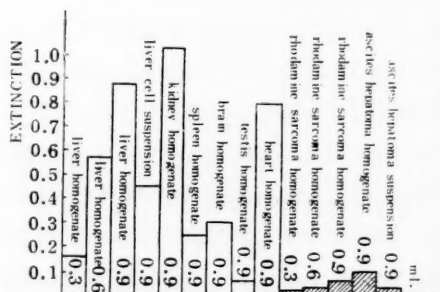 EXTINCTION
1.0
0.9
0.8
0.7
0.6
0.5
0.4
0.3
0.2
0.1
liver homogenate
liver homogenate
liver homogenate
liver cell suspension
kidney homogenate
spleen homogenate
brain homogenate
testis homogenate
heart homogenate
rhodamine sarcoma homogenate
rhodamine sarcoma homogenate
rhodamine sarcoma homogenate
ascites hepatoma homogenate
ascites hepatoma suspension
0.3
0.6
0.9
0.9
0.9
0.9
0.9
0.9
0.9
0.3
0.6
0.9
0.9
0.9
ml.